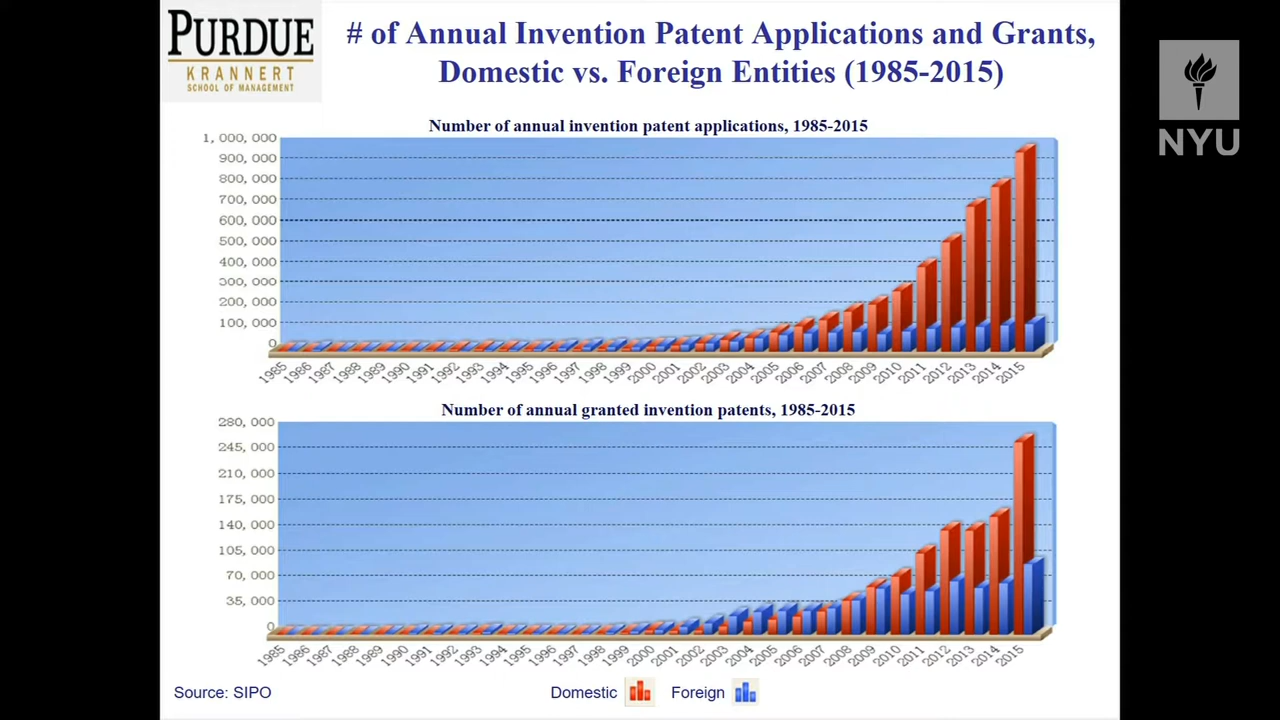 PURDUE
KRANNERT
SCHOOL OF MANAGEMENT
# of Annual Invention Patent Applications and Grants,
Domestic vs. Foreign Entities (1985-2015)
NYU
Number of annual invention patent applications, 1985-2015
1, 000, 000
900, 000
800, 000
700, 000
600, 000
500, 000
400, 000
300, 000
200, 000
100, 000
0
1985 1986 1987 1988 1989 1990 1991 1992 1993 1994 1995 1996 1997 1998 1999 2000 2001 2002 2003 2004 2005 2006 2007 2008 2009 2010 2011 2012 2013 2014 2015
Number of annual granted invention patents, 1985-2015
280, 000
245, 000
210, 000
175, 000
140, 000
105, 000
70, 000
35, 000
0
1985 1986 1987 1988 1989 1990 1991 1992 1993 1994 1995 1996 1997 1998 1999 2000 2001 2002 2003 2004 2005 2006 2007 2008 2009 2010 2011 2012 2013 2014 2015
Source: SIPO
Domestic Foreign